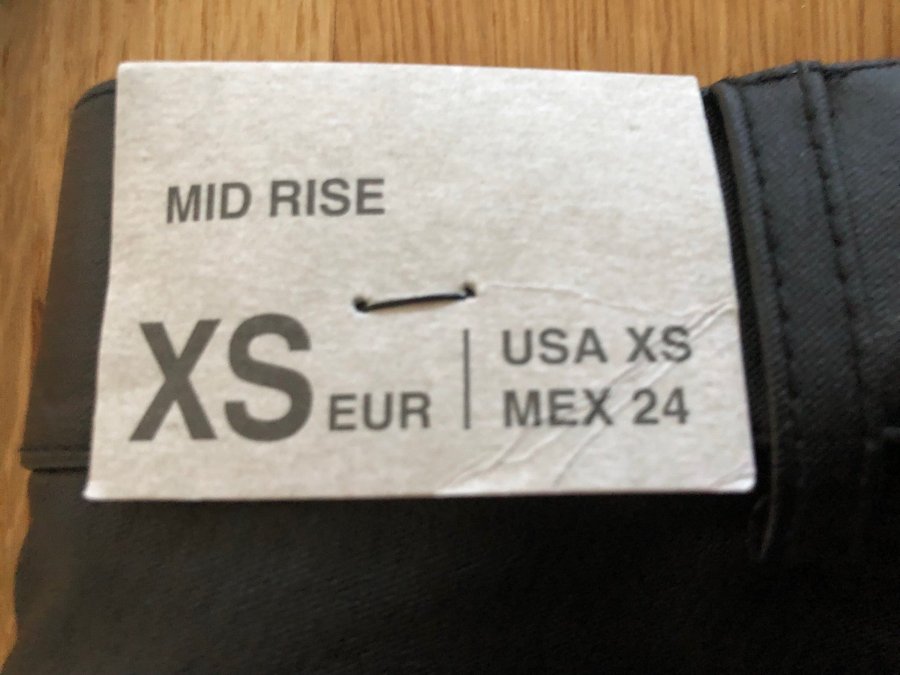 MID RISE
XS EUR
USA XS
MEX 24